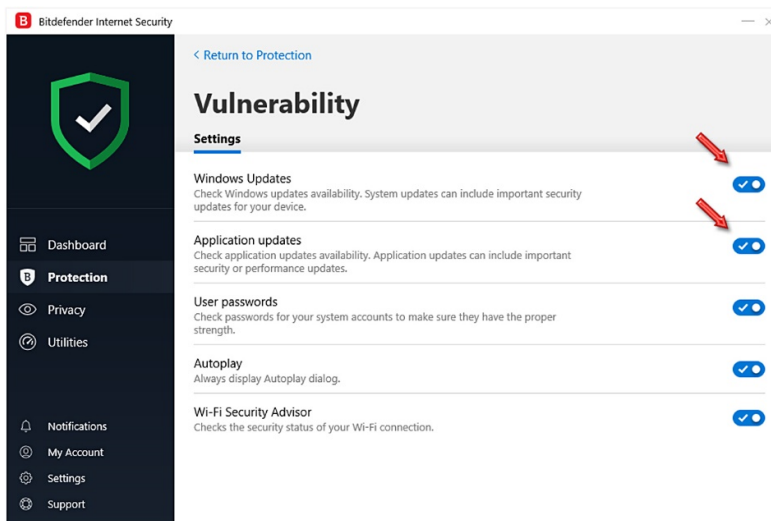 B Bitdefender Internet Security
< Return to Protection
Vulnerability
Settings
Windows Updates
Check Windows updates availability. System updates can include important security
updates for your device.
Application updates
Check application updates availability. Application updates can include important
security or performance updates.
User passwords
Check passwords for your system accounts to make sure they have the proper
strength.
Autoplay
Always display Autoplay dialog.
Wi-Fi Security Advisor
Checks the security status of your Wi-Fi connection.
Dashboard
B Protection
Privacy
Utilities
Notifications
My Account
Settings
Support